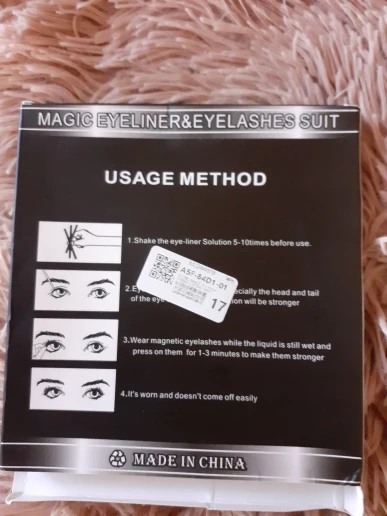 MAGIC EYELINER&EYELASHES SUIT
USAGE METHOD
1.Shake the eye-liner Solution 5-10times before use.
A5F-84D1-01
17
2.E
ecially the head and tail
of the eye
ion will be stronger
3.Wear magnetic eyelashes while the liquid is still wet and
press on them for 1-3 minutes to make them stronger
4.It's worn and doesn't come off easily
MADE IN CHINA